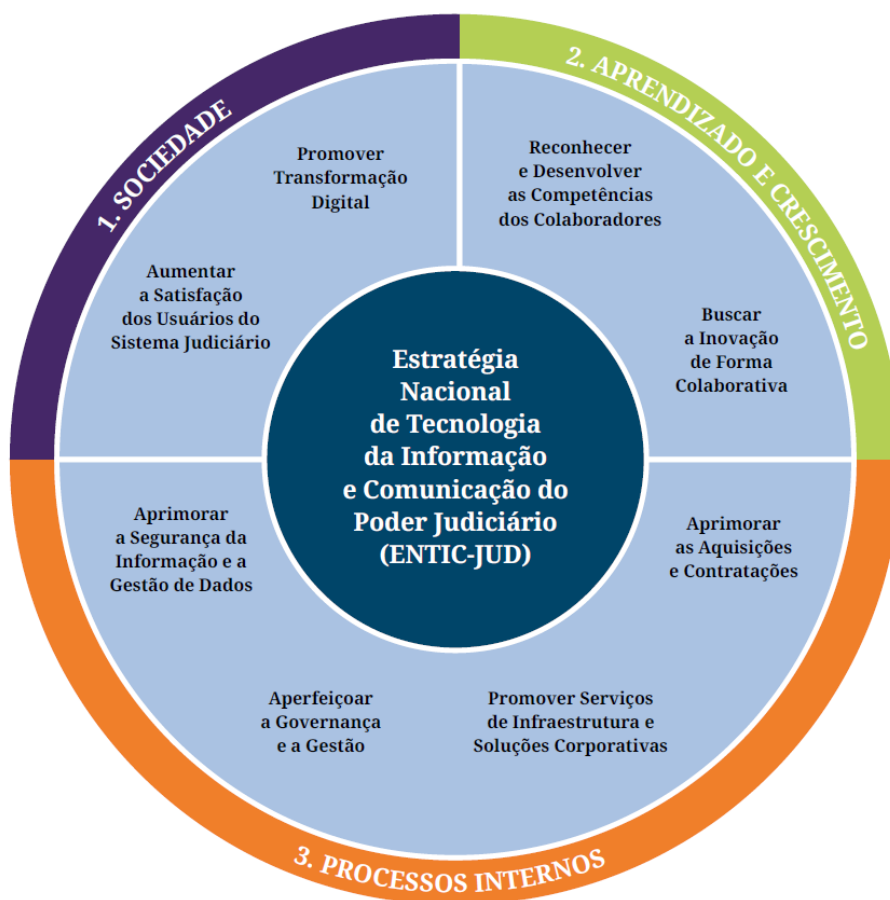 1. SOCIEDADE
Promover
Transformação
Digital
Aumentar
a Satisfação
dos Usuários do
Sistema Judiciário
2. APRENDIZADO E CRESCIMENTO
Reconhecer
e Desenvolver
as Competências
dos Colaboradores
Buscar
a Inovação
de Forma
Colaborativa
Estratégia
Nacional
de Tecnologia
da Informação
e Comunicação do
Poder Judiciário
(ENTIC-JUD)
Aprimorar
a Segurança da
Informação e a
Gestão de Dados
Aprimorar
as Aquisições
e Contratações
Aperfeiçoar
a Governança
e a Gestão
Promover Serviços
de Infraestrutura e
Soluções Corporativas
3. PROCESSOS INTERNOS